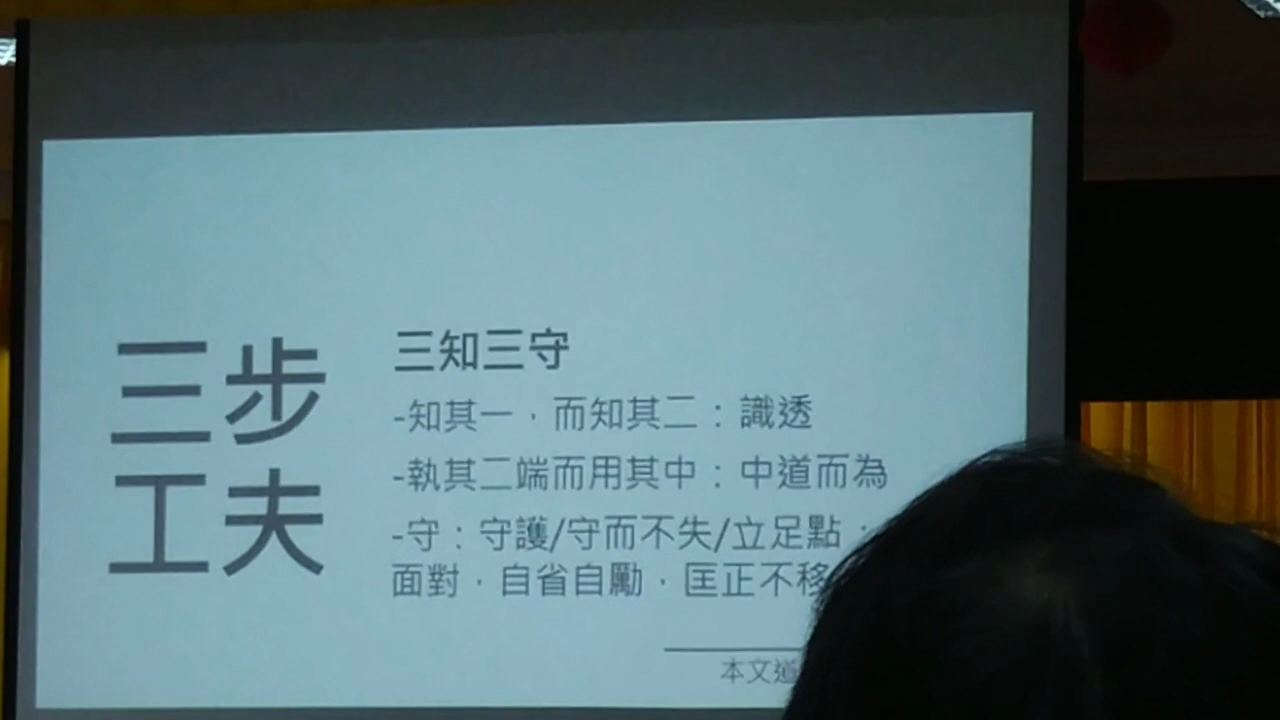 三步
工夫
三知三守
-知其一，而知其二：識透
-執其二端而用其中：中道而為
-守：守護/守而不失/立足點：
面對，自省自勵，匡正不移
本文道